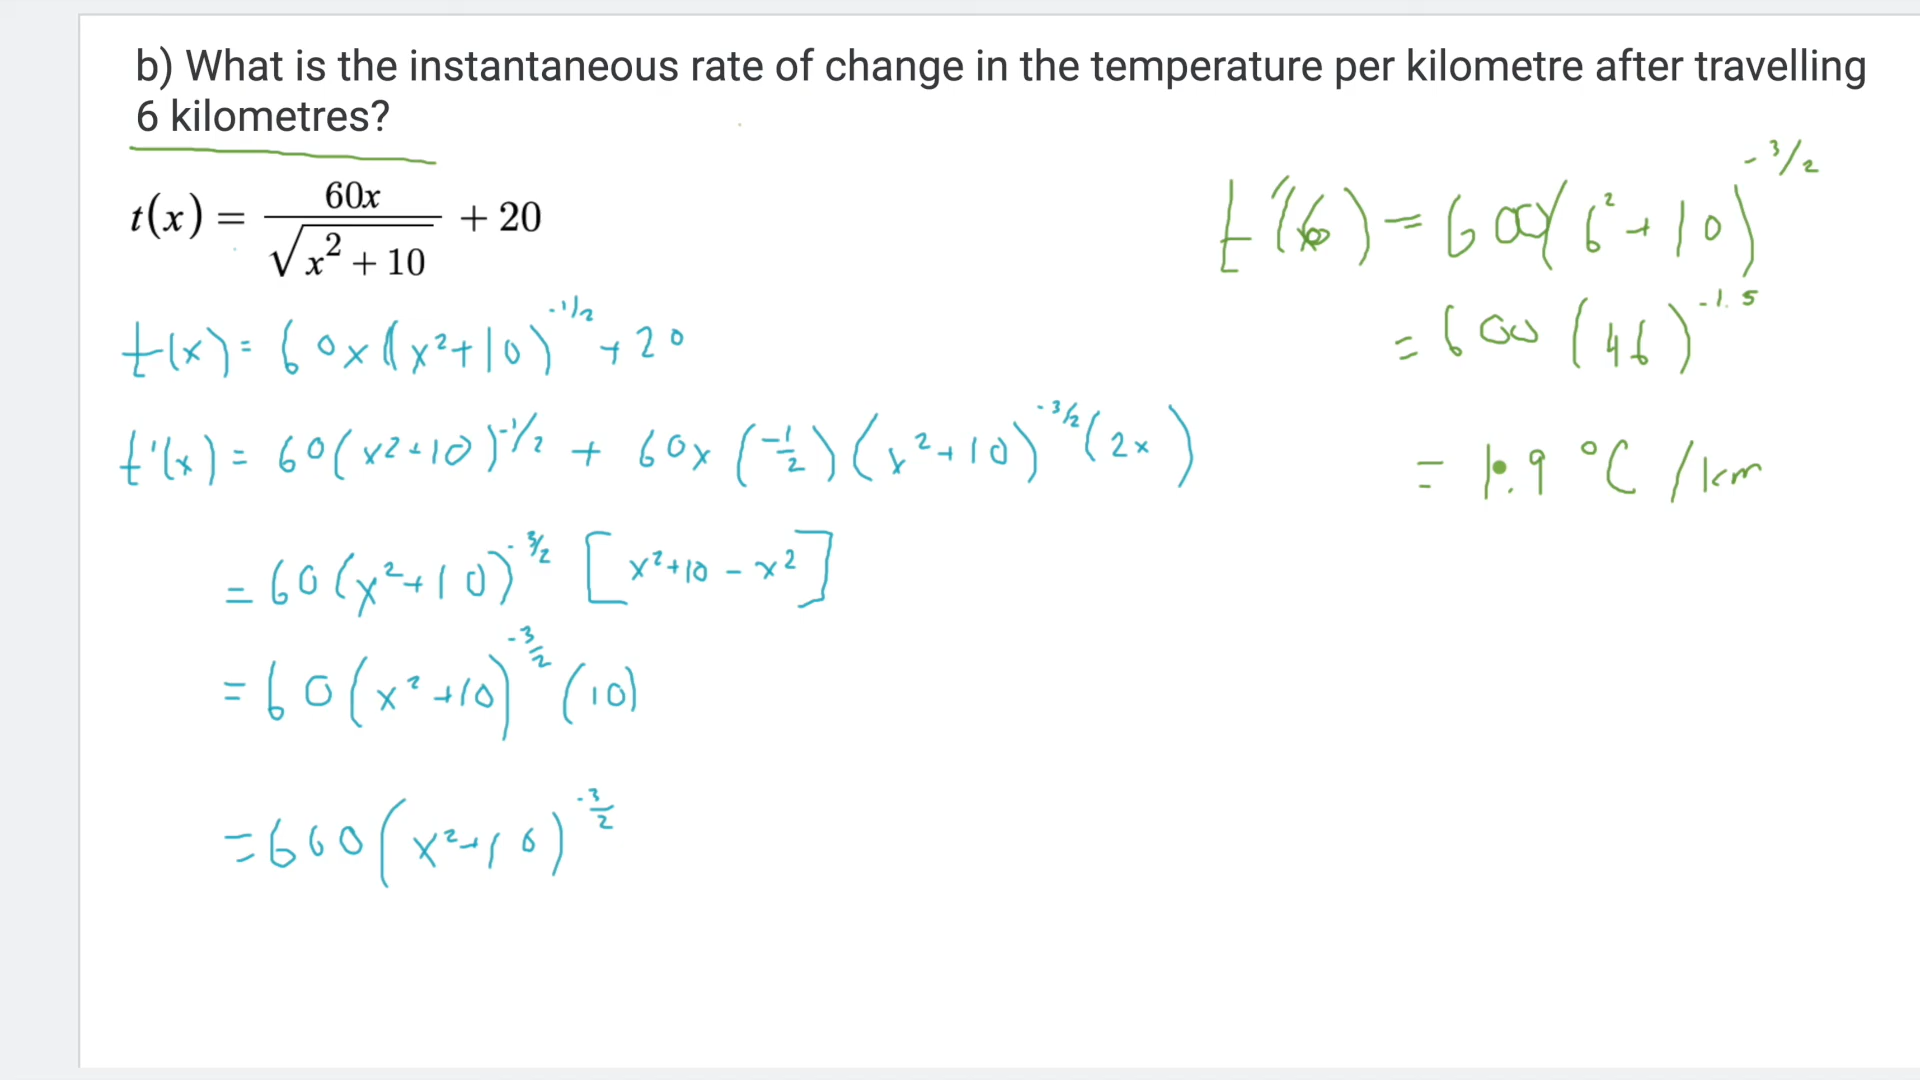 b) What is the instantaneous rate of change in the temperature per kilometre after travelling
6 kilometres?
t(x) = 60x / √(x² + 10) + 20
t(x) = 60x(x²+10)^(-1/2) + 20
t'(x) = 60(x²+10)^(-1/2) + 60x (-1/2) (x²+10)^(-3/2) (2x)
= 60(x²+10)^(-3/2) [x²+10 - x²]
= 60(x²+10)^(-3/2) (10)
= 600(x²+10)^(-3/2)
t'(6) = 600(6²+10)^(-3/2)
= 600 (46)^(-1.5)
= 1.9 °C /km